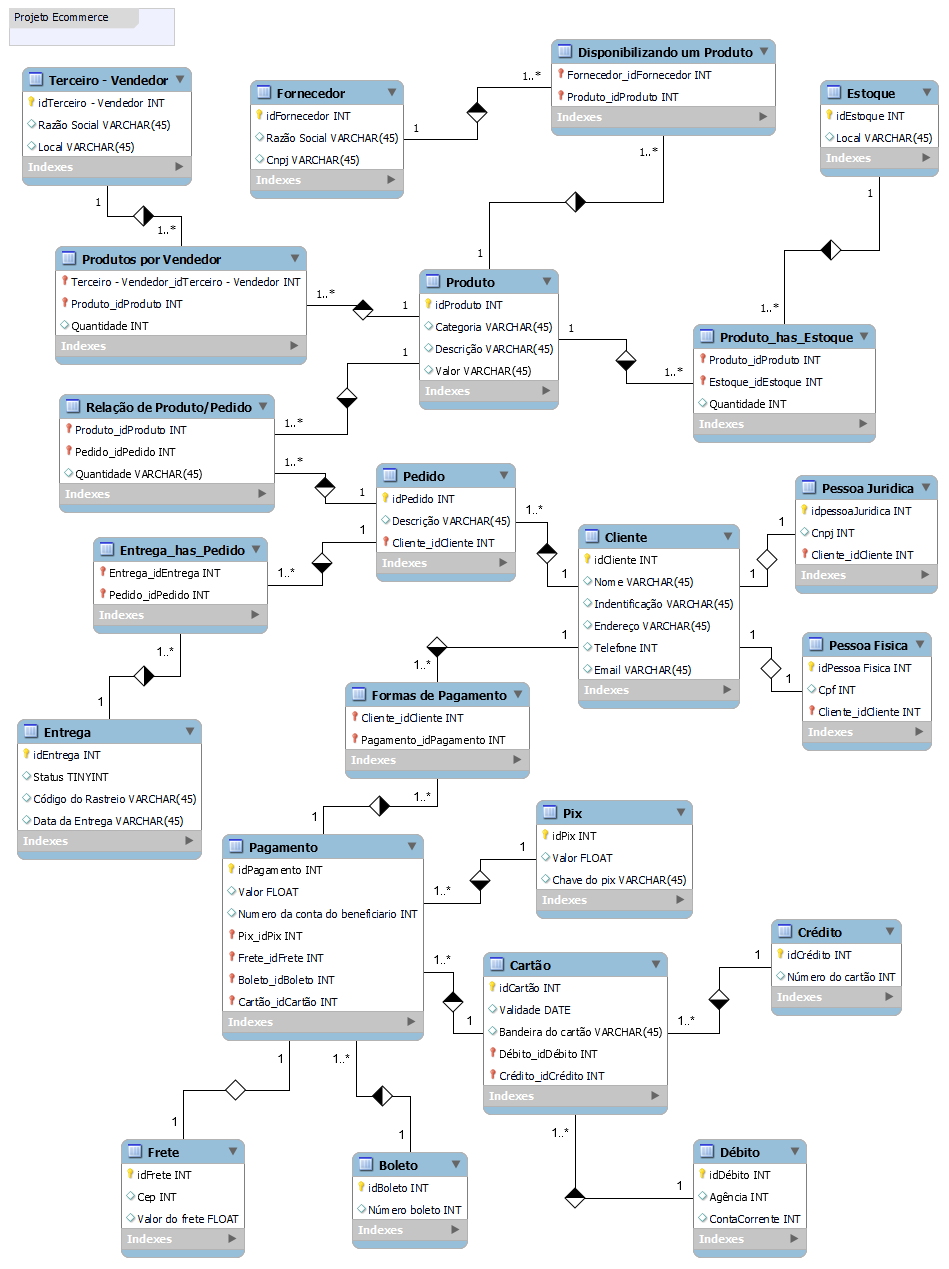 Projeto Ecommerce
Terceiro - Vendedor
idTerceiro - Vendedor INT
Razão Social VARCHAR(45)
Local VARCHAR(45)
Indexes
Fornecedor
idFornecedor INT
Razão Social VARCHAR(45)
Cnpj VARCHAR(45)
Indexes
Disponibilizando um Produto
Fornecedor_idFornecedor INT
Produto_idProduto INT
Indexes
Estoque
idEstoque INT
Local VARCHAR(45)
Indexes
1
1..*
1
1..*
1..*
1
1
1..*
Produtos por Vendedor
Terceiro - Vendedor_idTerceiro - Vendedor INT
Produto_idProduto INT
Quantidade INT
Indexes
1..*
1
Produto
idProduto INT
Categoria VARCHAR(45)
Descrição VARCHAR(45)
Valor VARCHAR(45)
Indexes
1
1..*
Produto_has_Estoque
Produto_idProduto INT
Estoque_idEstoque INT
Quantidade INT
Indexes
1
1..*
Relação de Produto/Pedido
Produto_idProduto INT
Pedido_idPedido INT
Quantidade VARCHAR(45)
Indexes
1..*
1
Pedido
idPedido INT
Descrição VARCHAR(45)
Cliente_idCliente INT
Indexes
1..*
1
Entrega_has_Pedido
Entrega_idEntrega INT
Pedido_idPedido INT
Indexes
1
1..*
Cliente
idCliente INT
Nome VARCHAR(45)
Indentificação VARCHAR(45)
Endereço VARCHAR(45)
Telefone INT
Email VARCHAR(45)
Indexes
1
1
Pessoa Juridica
idpessoaJuridica INT
Cnpj INT
Cliente_idCliente INT
Indexes
1
1
Pessoa Fisica
idPessoa Fisica INT
Cpf INT
Cliente_idCliente INT
Indexes
1..*
1
Entrega
idEntrega INT
Status TINYINT
Código do Rastreio VARCHAR(45)
Data da Entrega VARCHAR(45)
Indexes
1
1..*
Formas de Pagamento
Cliente_idCliente INT
Pagamento_idPagamento INT
Indexes
1..*
1
Pagamento
idPagamento INT
Valor FLOAT
Numero da conta do beneficiario INT
Pix_idPix INT
Frete_idFrete INT
Boleto_idBoleto INT
Cartão_idCartão INT
Indexes
1
1..*
Pix
idPix INT
Valor FLOAT
Chave do pix VARCHAR(45)
Indexes
1..*
1
Cartão
idCartão INT
Validade DATE
Bandeira do cartão VARCHAR(45)
Débito_idDébito INT
Crédito_idCrédito INT
Indexes
1
1..*
Crédito
idCrédito INT
Número do cartão INT
Indexes
1
1
1..*
1
1..*
1
Frete
idFrete INT
Cep INT
Valor do frete FLOAT
Indexes
Boleto
idBoleto INT
Número boleto INT
Indexes
Débito
idDébito INT
Agência INT
ContaCorrente INT
Indexes